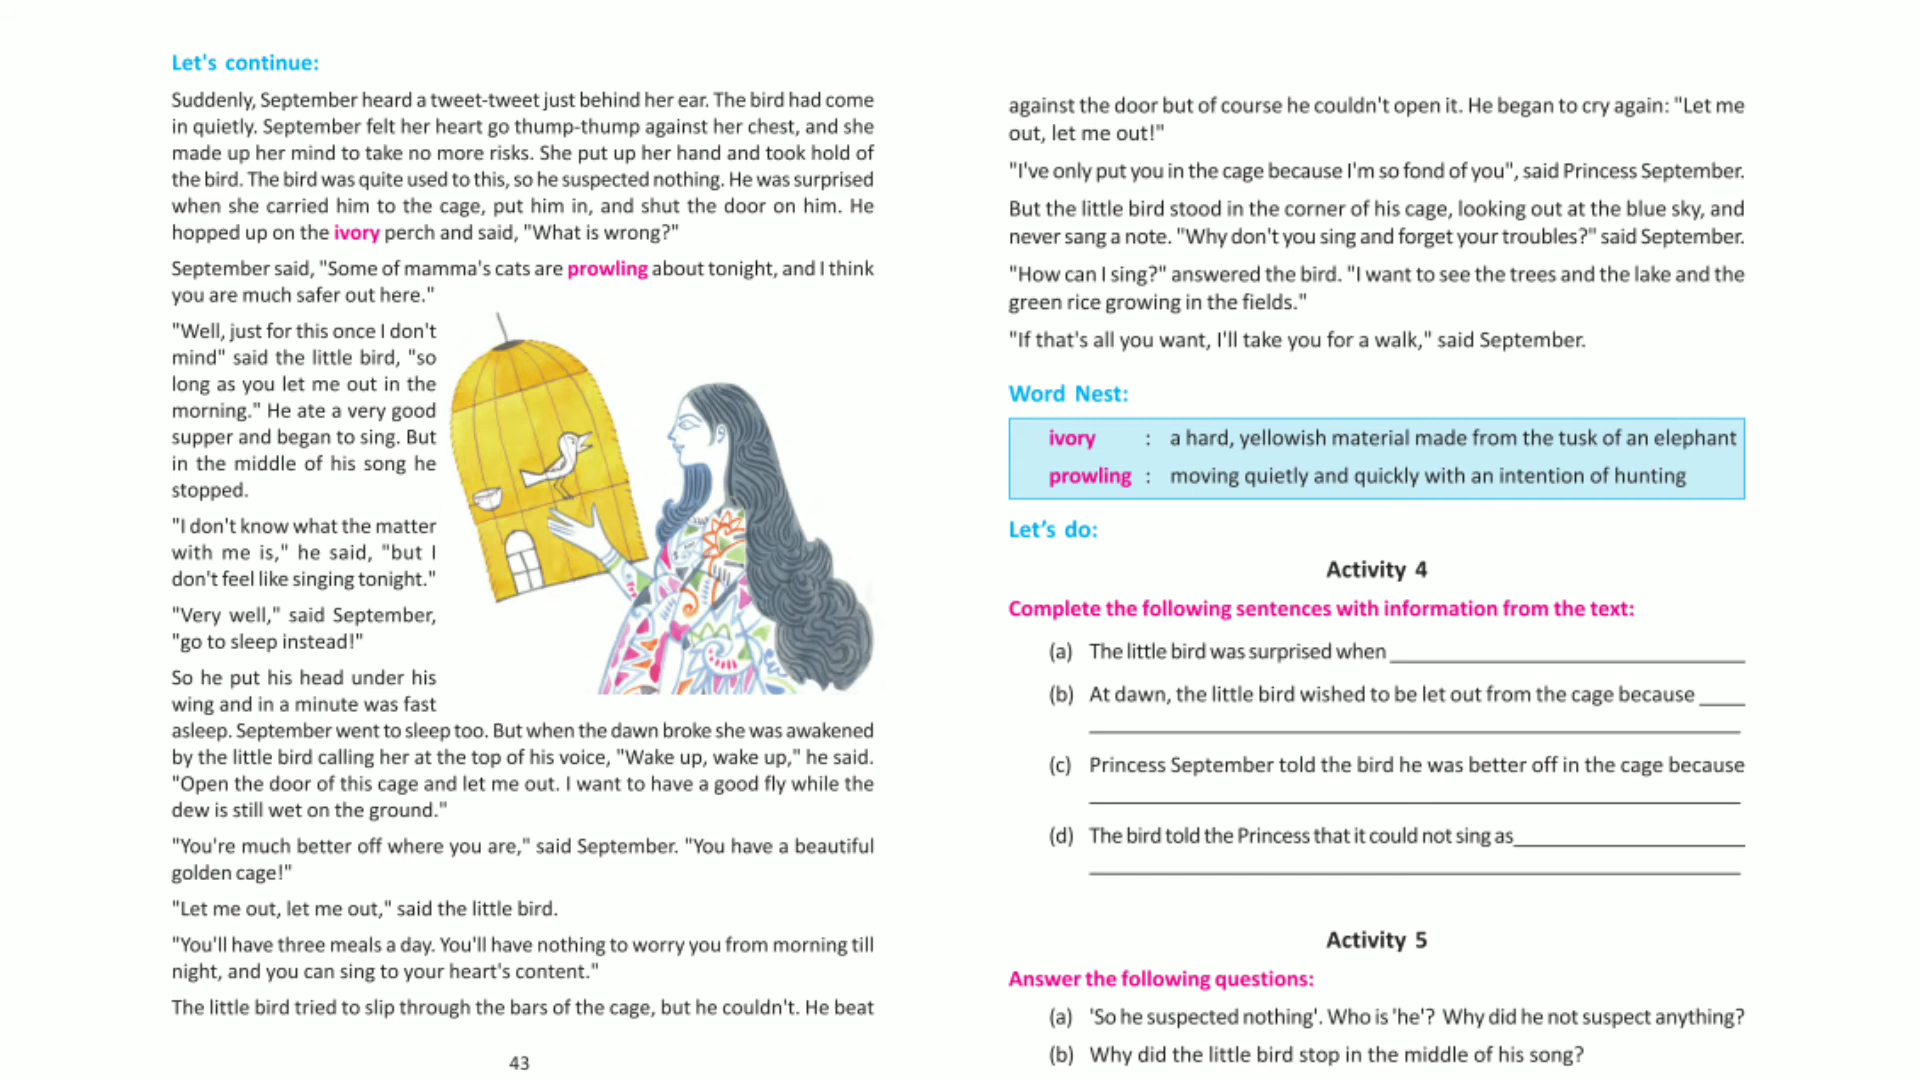 Let's continue:
Suddenly, September heard a tweet-tweet just behind her ear. The bird had come
in quietly. September felt her heart go thump-thump against her chest, and she
made up her mind to take no more risks. She put up her hand and took hold of
the bird. The bird was quite used to this, so he suspected nothing. He was surprised
when she carried him to the cage, put him in, and shut the door on him. He
hopped up on the ivory perch and said, "What is wrong?"
September said, "Some of mamma's cats are prowling about tonight, and I think
you are much safer out here."
"Well, just for this once I don't
mind" said the little bird, "so
long as you let me out in the
morning." He ate a very good
supper and began to sing. But
in the middle of his song he
stopped.
"I don't know what the matter
with me is," he said, "but I
don't feel like singing tonight."
"Very well," said September,
"go to sleep instead!"
So he put his head under his
wing and in a minute was fast
asleep. September went to sleep too. But when the dawn broke she was awakened
by the little bird calling her at the top of his voice, "Wake up, wake up," he said.
"Open the door of this cage and let me out. I want to have a good fly while the
dew is still wet on the ground."
"You're much better off where you are," said September. "You have a beautiful
golden cage!"
"Let me out, let me out," said the little bird.
"You'll have three meals a day. You'll have nothing to worry you from morning till
night, and you can sing to your heart's content."
The little bird tried to slip through the bars of the cage, but he couldn't. He beat
43
against the door but of course he couldn't open it. He began to cry again: "Let me
out, let me out!"
"I've only put you in the cage because I'm so fond of you", said Princess September.
But the little bird stood in the corner of his cage, looking out at the blue sky, and
never sang a note. "Why don't you sing and forget your troubles?" said September.
"How can I sing?" answered the bird. "I want to see the trees and the lake and the
green rice growing in the fields."
"If that's all you want, I'll take you for a walk," said September.
Word Nest:
ivory : a hard, yellowish material made from the tusk of an elephant
prowling : moving quietly and quickly with an intention of hunting
Let’s do:
Activity 4
Complete the following sentences with information from the text:
(a) The little bird was surprised when
(b) At dawn, the little bird wished to be let out from the cage because
(c) Princess September told the bird he was better off in the cage because
(d) The bird told the Princess that it could not sing as
Activity 5
Answer the following questions:
(a) 'So he suspected nothing'. Who is 'he'? Why did he not suspect anything?
(b) Why did the little bird stop in the middle of his song?